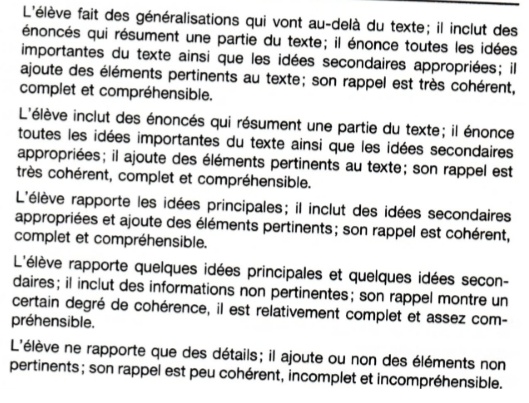 L'élève fait des généralisations qui vont au-delà du texte; il inclut des
énoncés qui résument une partie du texte; il énonce toutes les idées
importantes du texte ainsi que les idées secondaires appropriées; il
ajoute des éléments pertinents au texte; son rappel est très cohérent,
complet et compréhensible.
L'élève inclut des énoncés qui résument une partie du texte; il énonce
toutes les idées importantes du texte ainsi que les idées secondaires
appropriées; il ajoute des éléments pertinents au texte; son rappel est
très cohérent, complet et compréhensible.
L'élève rapporte les idées principales; il inclut des idées secondaires
appropriées et ajoute des éléments pertinents; son rappel est cohérent,
complet et compréhensible.
L'élève rapporte quelques idées principales et quelques idées secon-
daires; il inclut des informations non pertinentes; son rappel montre un
certain degré de cohérence, il est relativement complet et assez com-
préhensible.
L'élève ne rapporte que des détails; il ajoute ou non des éléments non
pertinents; son rappel est peu cohérent, incomplet et incompréhensible.